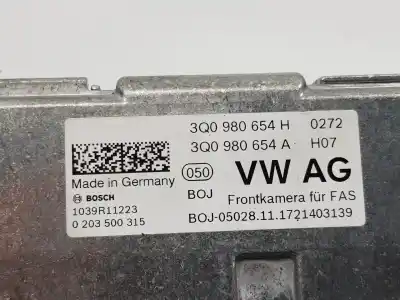 3Q0 980 654 H 0272
3Q0 980 654 A H07
Made in Germany
050
VW AG
BOSCH
BOJ
Frontkamera für FAS
1039R11223
0 203 500 315
BOJ-05028.11.1721403139